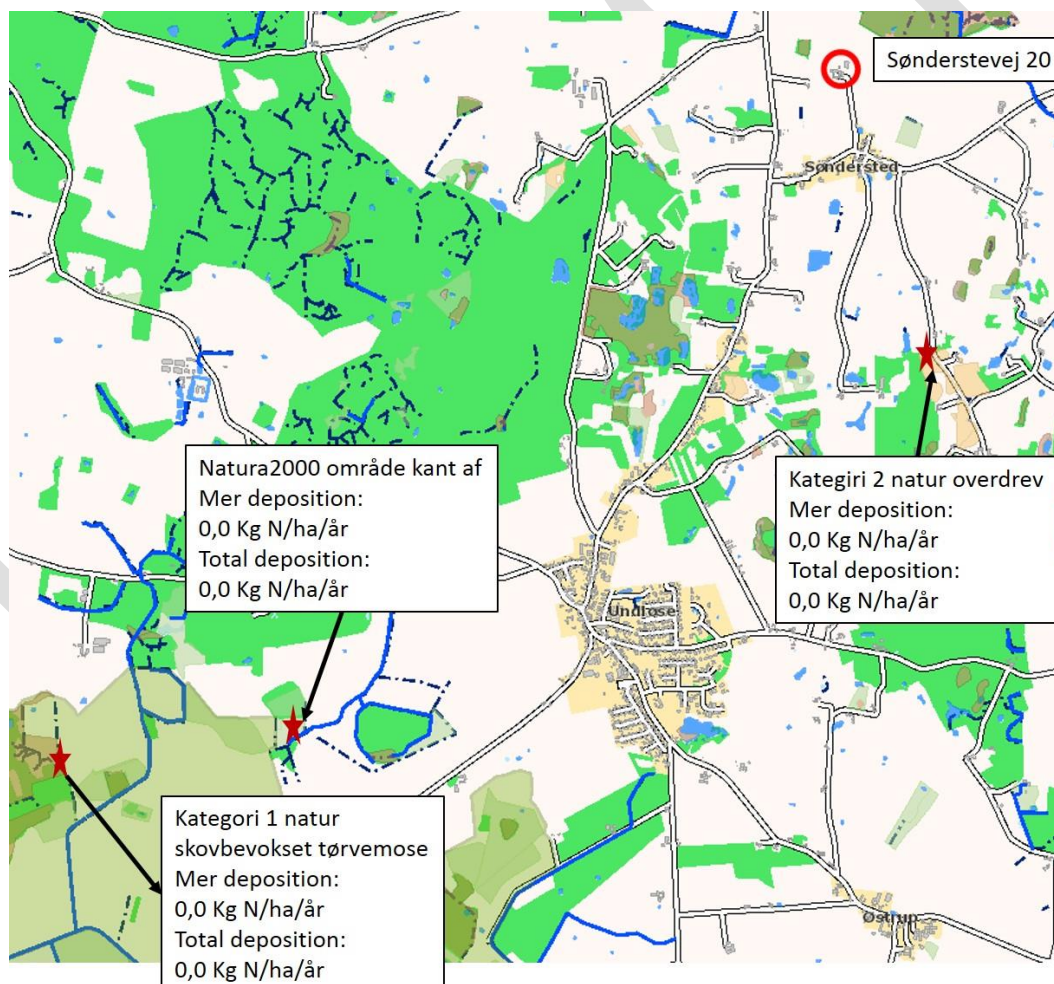 Sønderstevej 20
Søndersted
Natura2000 område kant af
Mer deposition:
0,0 Kg N/ha/år
Total deposition:
0,0 Kg N/ha/år
Kategiri 2 natur overdrev
Mer deposition:
0,0 Kg N/ha/år
Total deposition:
0,0 Kg N/ha/år
Undløse
Kategori 1 natur
skovbevokset tørvemose
Mer deposition:
0,0 Kg N/ha/år
Total deposition:
0,0 Kg N/ha/år
Østrup